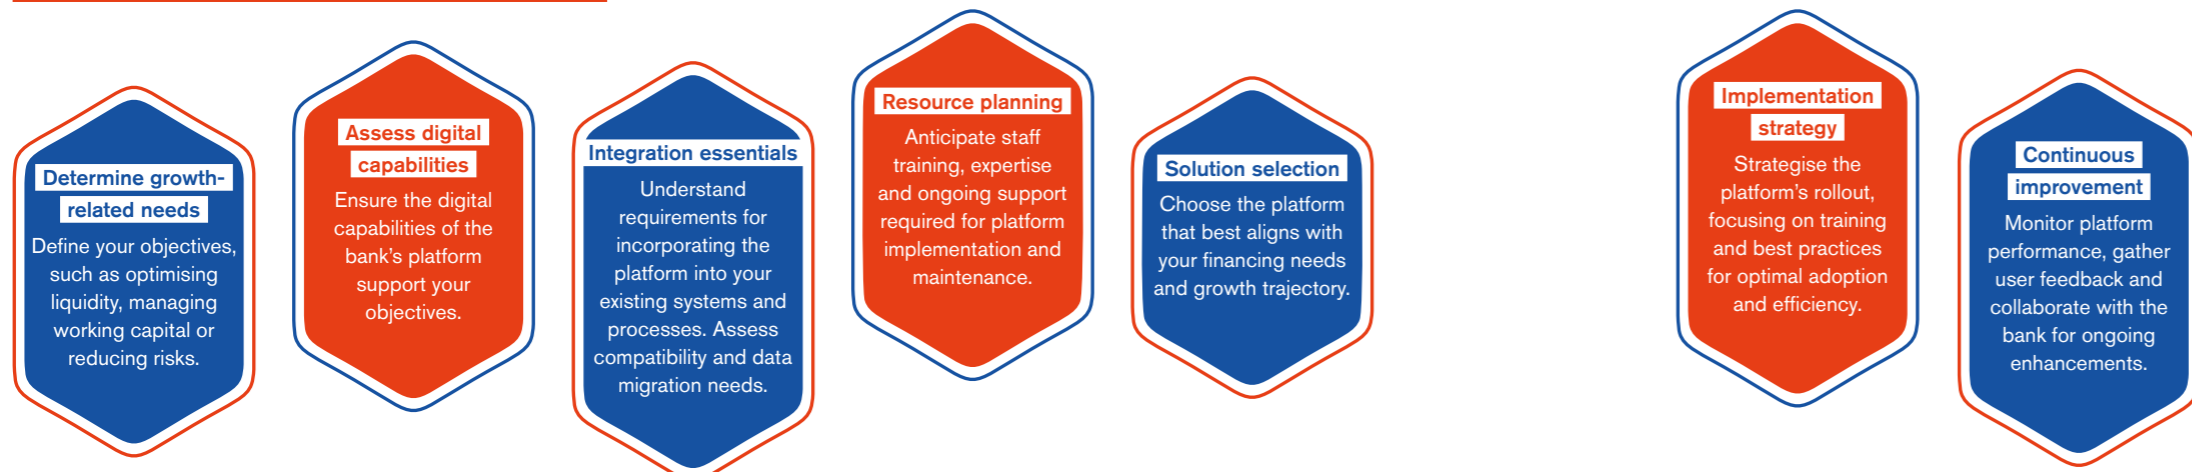 Determine growth-
related needs
Define your objectives,
such as optimising
liquidity, managing
working capital or
reducing risks.
Assess digital
capabilities
Ensure the digital
capabilities of the
bank’s platform
support your
objectives.
Integration essentials
Understand
requirements for
incorporating the
platform into your
existing systems and
processes. Assess
compatibility and data
migration needs.
Resource planning
Anticipate staff
training, expertise
and ongoing support
required for platform
implementation and
maintenance.
Solution selection
Choose the platform
that best aligns with
your financing needs
and growth trajectory.
Implementation
strategy
Strategise the
platform’s rollout,
focusing on training
and best practices
for optimal adoption
and efficiency.
Continuous
improvement
Monitor platform
performance, gather
user feedback and
collaborate with the
bank for ongoing
enhancements.